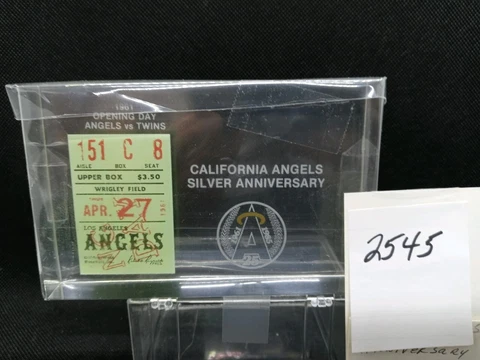 1961
OPENING DAY
ANGELS vs TWINS
151 C 8
AISLE BOX SEAT
UPPER BOX $3.50
WRIGLEY FIELD
APR. 27 1961
LOS ANGELES
ANGELS
CALIFORNIA ANGELS
SILVER ANNIVERSARY
25
2545